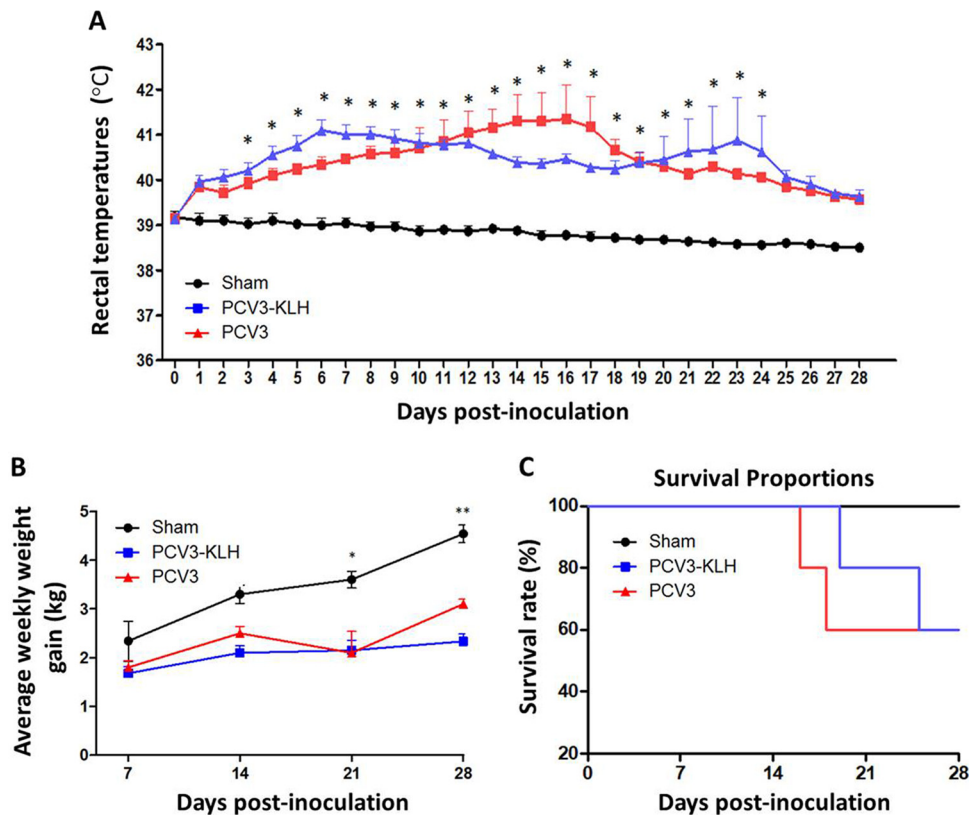 A
Rectal temperatures (°C)
43
42
41
40
39
38
37
36
* * * * * * * * * * * * * * * * * * * * * *
Sham
PCV3-KLH
PCV3
0 1 2 3 4 5 6 7 8 9 10 11 12 13 14 15 16 17 18 19 20 21 22 23 24 25 26 27 28
Days post-inoculation
B
Average weekly weight
gain (kg)
5
4
3
2
1
0
Sham
PCV3-KLH
PCV3
*
**
7 14 21 28
Days post-inoculation
C
Survival Proportions
Survival rate (%)
100
80
60
40
20
Sham
PCV3-KLH
PCV3
0 7 14 21 28
Days post-inoculation